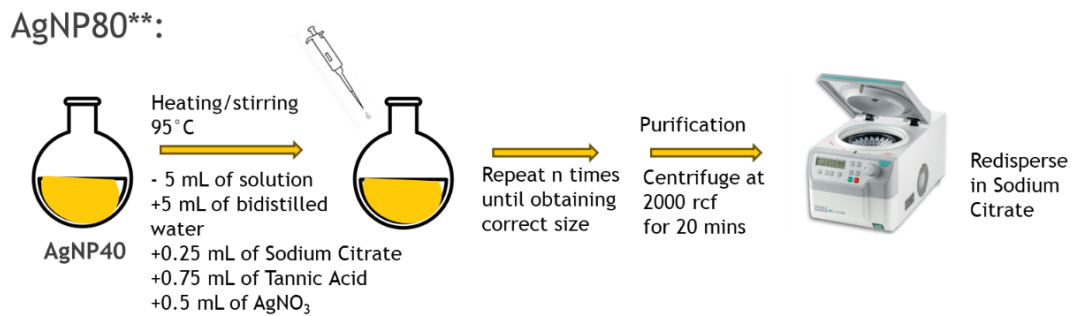 AgNP80**:
Heating/stirring
95°C
- 5 mL of solution
+5 mL of bidistilled
water
+0.25 mL of Sodium Citrate
+0.75 mL of Tannic Acid
+0.5 mL of AgNO₃
AgNP40
Repeat n times
until obtaining
correct size
Purification
Centrifuge at
2000 rcf
for 20 mins
Redisperse
in Sodium
Citrate